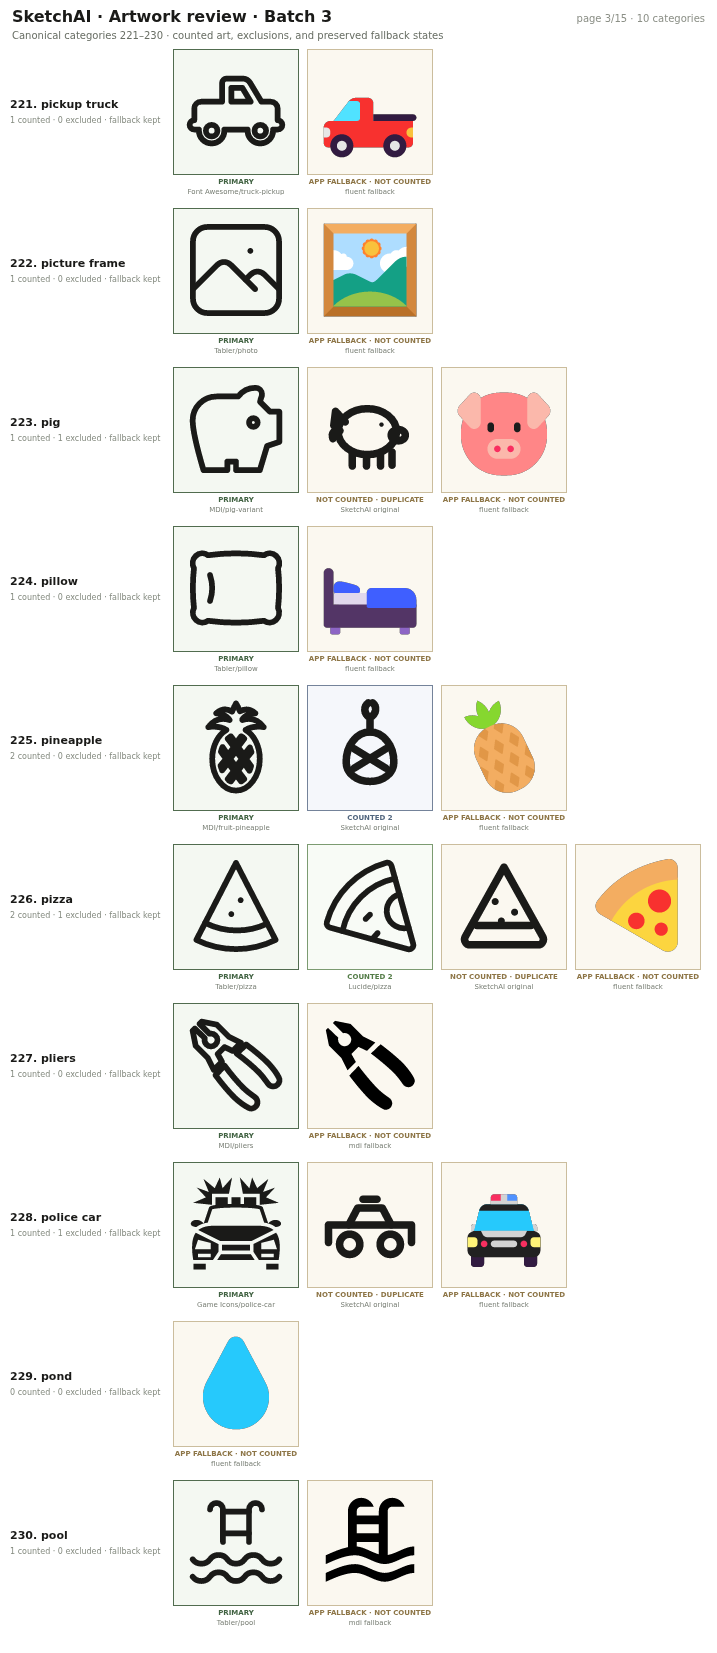 SketchAI · Artwork review · Batch 3
page 3/15 · 10 categories
Canonical categories 221–230 · counted art, exclusions, and preserved fallback states
221. pickup truck
1 counted · 0 excluded · fallback kept
PRIMARY
Font Awesome/truck-pickup
APP FALLBACK · NOT COUNTED
fluent fallback
222. picture frame
1 counted · 0 excluded · fallback kept
PRIMARY
Tabler/photo
APP FALLBACK · NOT COUNTED
fluent fallback
223. pig
1 counted · 1 excluded · fallback kept
PRIMARY
MDI/pig-variant
NOT COUNTED · DUPLICATE
SketchAI original
APP FALLBACK · NOT COUNTED
fluent fallback
224. pillow
1 counted · 0 excluded · fallback kept
PRIMARY
Tabler/pillow
APP FALLBACK · NOT COUNTED
fluent fallback
225. pineapple
2 counted · 0 excluded · fallback kept
PRIMARY
MDI/fruit-pineapple
COUNTED 2
SketchAI original
APP FALLBACK · NOT COUNTED
fluent fallback
226. pizza
2 counted · 1 excluded · fallback kept
PRIMARY
Tabler/pizza
COUNTED 2
Lucide/pizza
NOT COUNTED · DUPLICATE
SketchAI original
APP FALLBACK · NOT COUNTED
fluent fallback
227. pliers
1 counted · 0 excluded · fallback kept
PRIMARY
MDI/pliers
APP FALLBACK · NOT COUNTED
mdi fallback
228. police car
1 counted · 1 excluded · fallback kept
PRIMARY
Game Icons/police-car
NOT COUNTED · DUPLICATE
SketchAI original
APP FALLBACK · NOT COUNTED
fluent fallback
229. pond
0 counted · 0 excluded · fallback kept
APP FALLBACK · NOT COUNTED
fluent fallback
230. pool
1 counted · 0 excluded · fallback kept
PRIMARY
Tabler/pool
APP FALLBACK · NOT COUNTED
mdi fallback